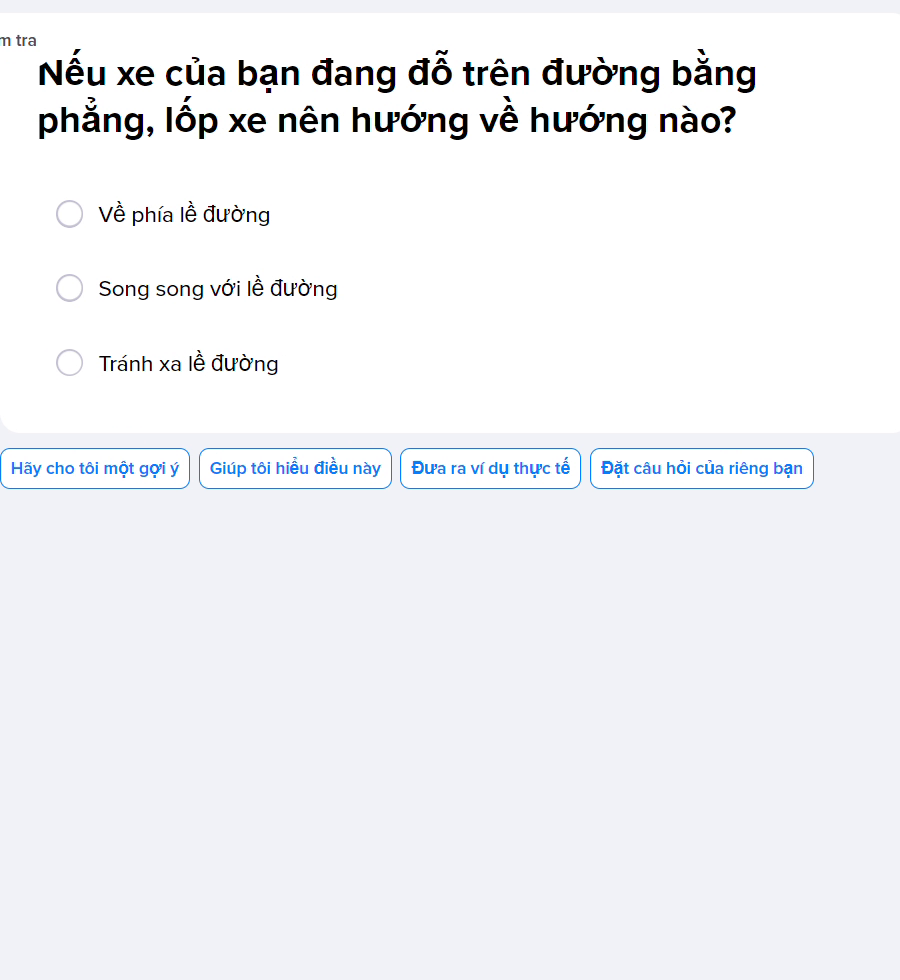 m tra
Nếu xe của bạn đang đỗ trên đường bằng
phẳng, lốp xe nên hướng về hướng nào?
Về phía lề đường
Song song với lề đường
Tránh xa lề đường
Hãy cho tôi một gợi ý
Giúp tôi hiểu điều này
Đưa ra ví dụ thực tế
Đặt câu hỏi của riêng bạn